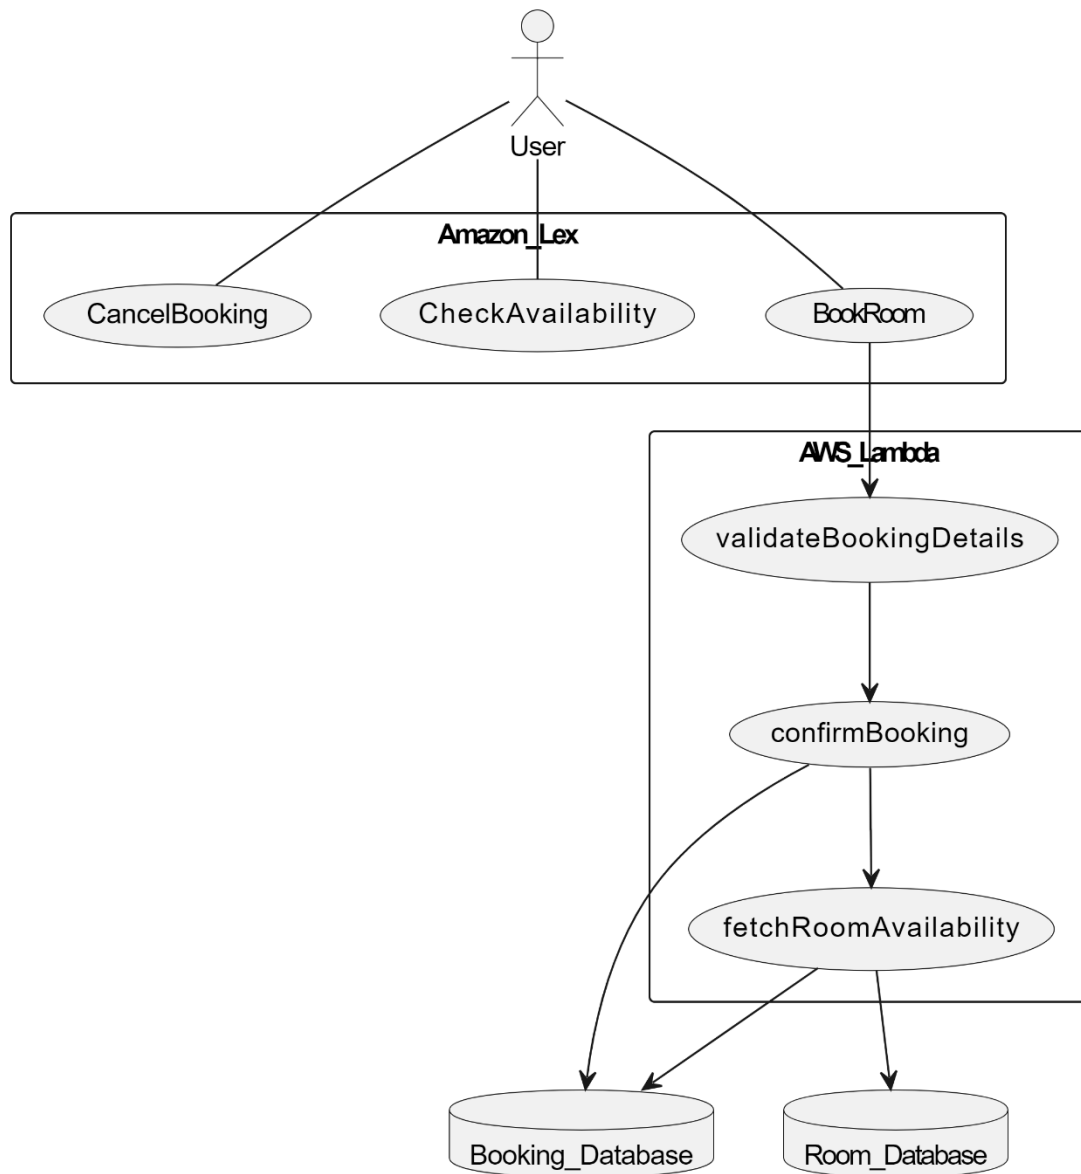 User
Amazon_Lex
CancelBooking
CheckAvailability
BookRoom
AWS_Lambda
validateBookingDetails
confirmBooking
fetchRoomAvailability
Booking_Database
Room_Database